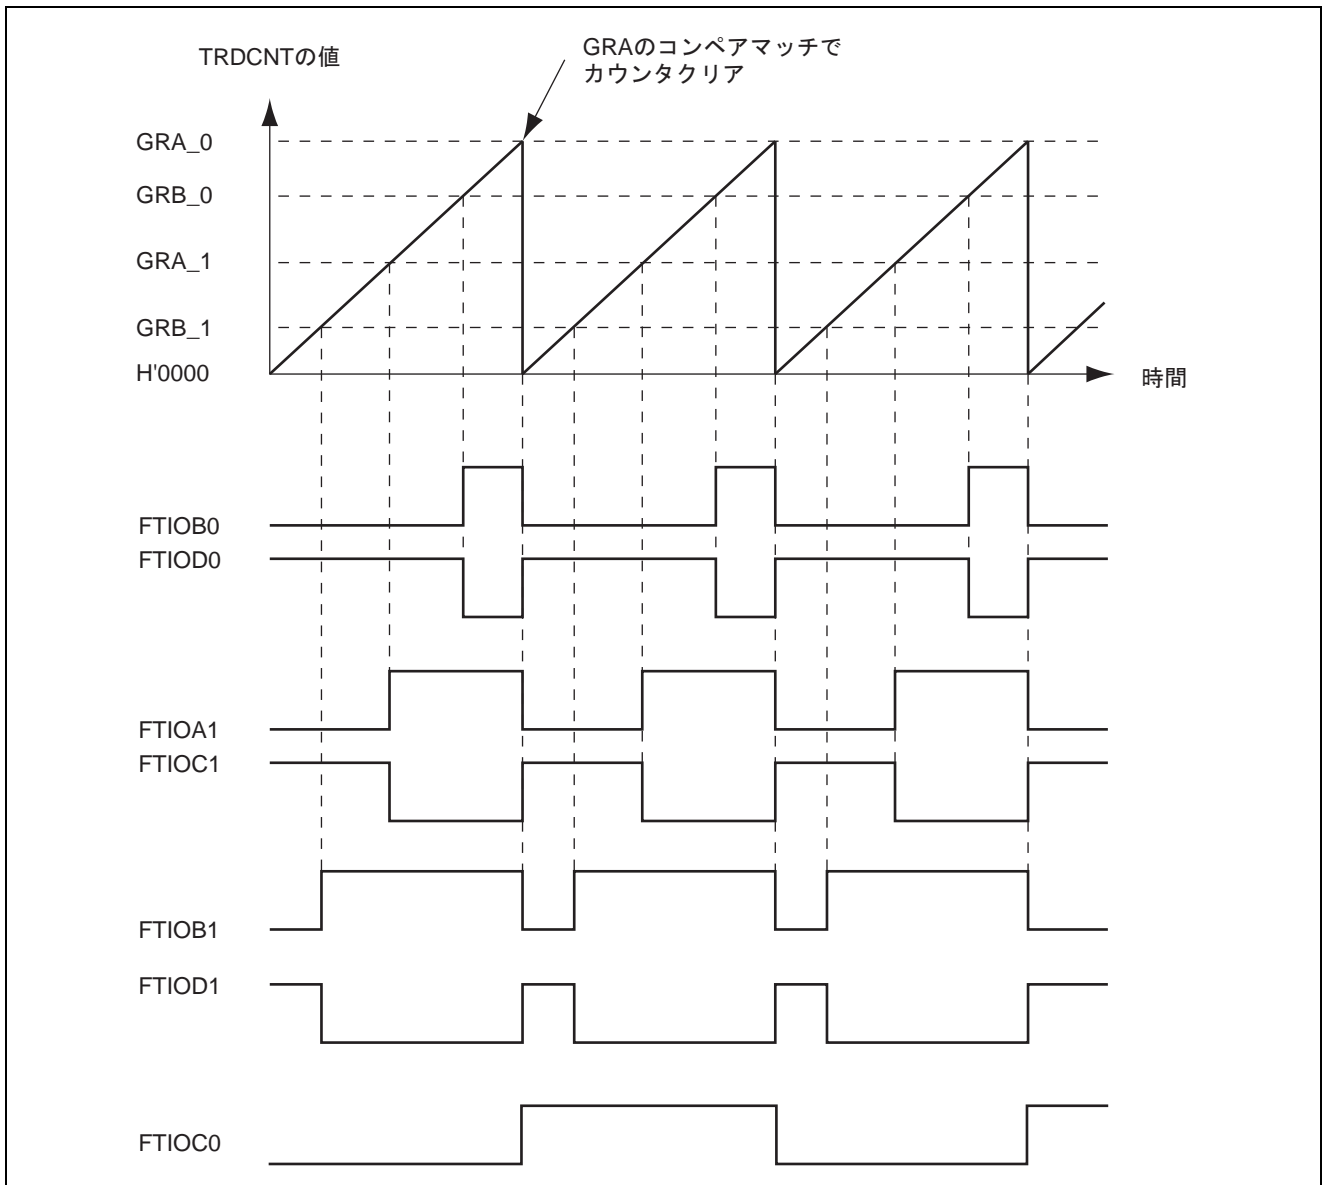 TRDCNTの値
GRAのコンペアマッチで
カウンタクリア
GRA_0
GRB_0
GRA_1
GRB_1
H'0000
時間
FTIOB0
FTIOD0
FTIOA1
FTIOC1
FTIOB1
FTIOD1
FTIOC0